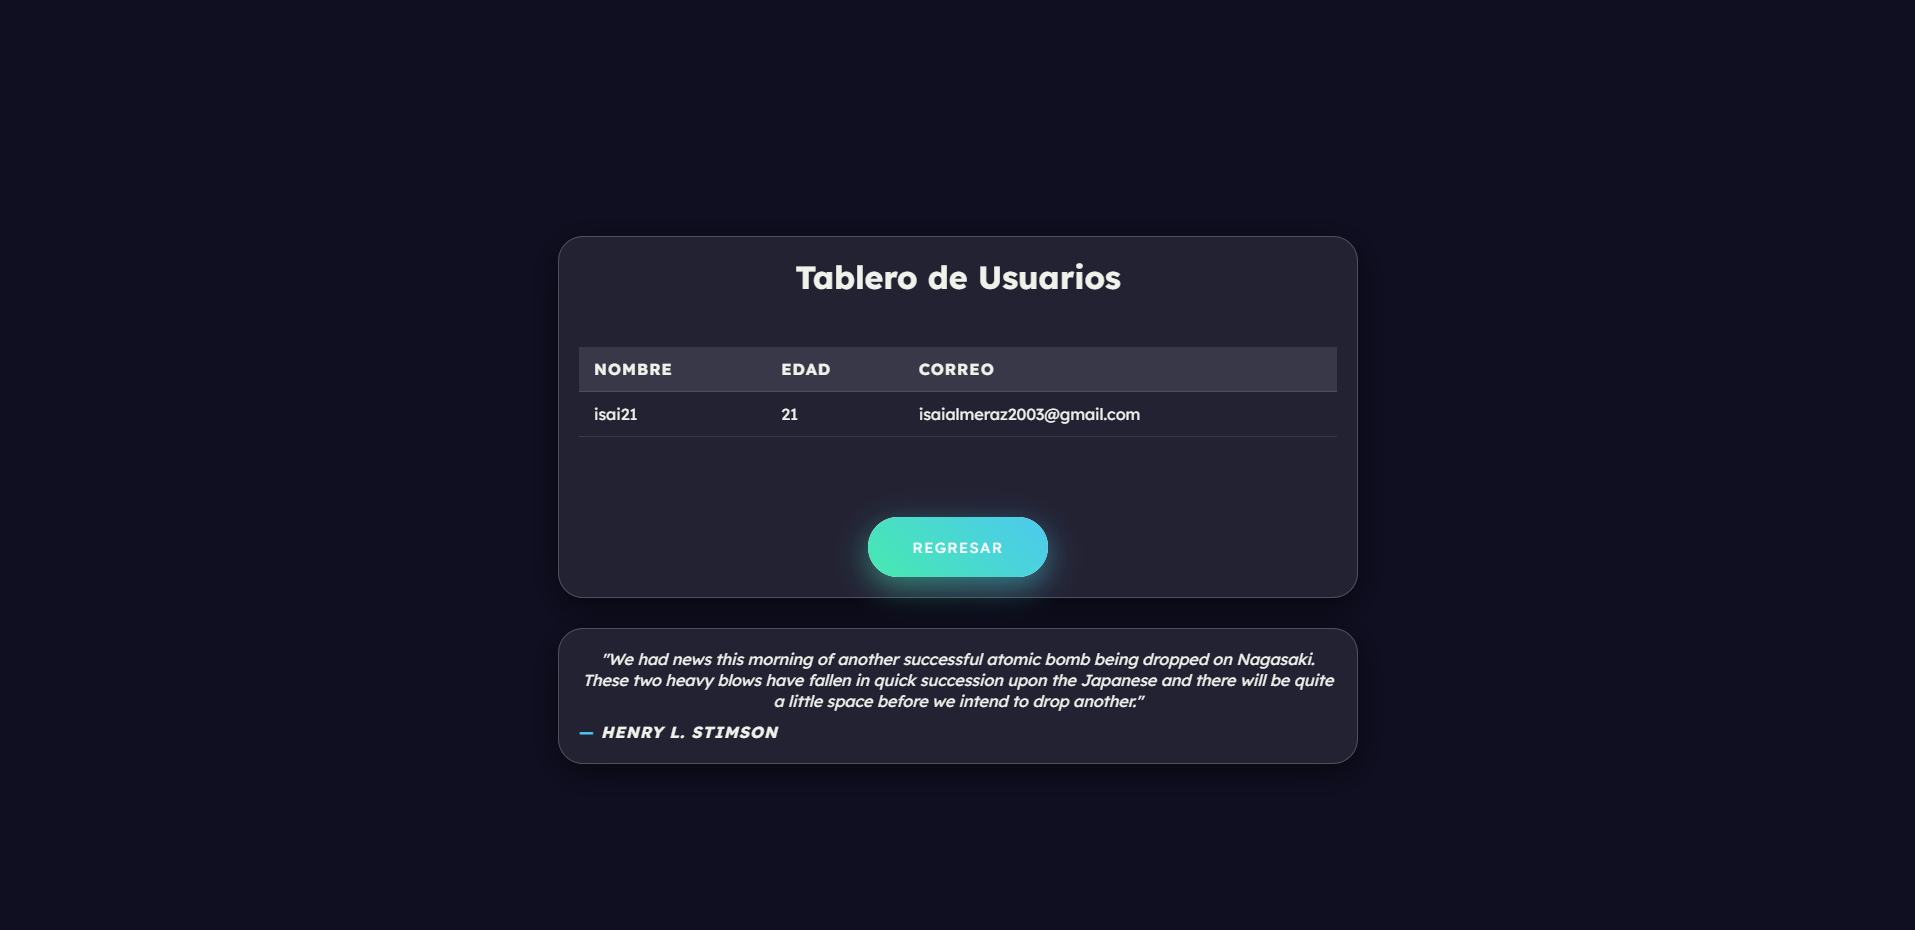 Tablero de Usuarios
NOMBRE EDAD CORREO
isai21 21 isaialmeraz2003@gmail.com
REGRESAR
"We had news this morning of another successful atomic bomb being dropped on Nagasaki.
These two heavy blows have fallen in quick succession upon the Japanese and there will be quite
a little space before we intend to drop another."
— HENRY L. STIMSON